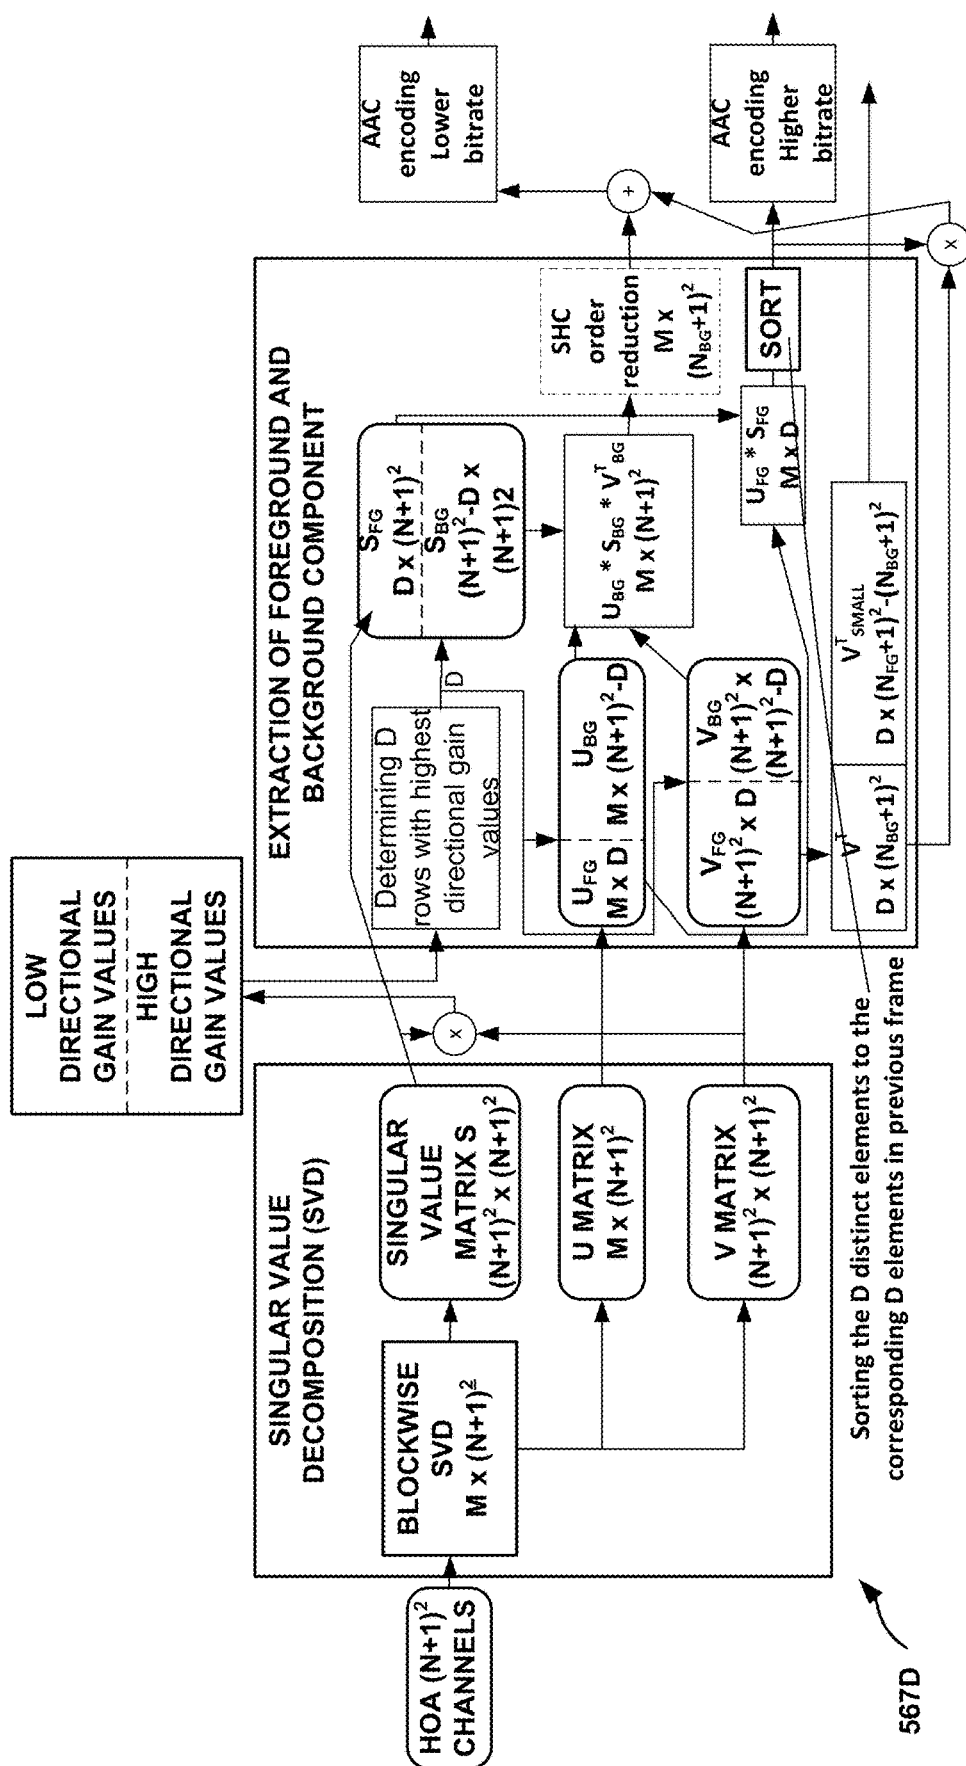 HOA (N+1)²
CHANNELS
SINGULAR VALUE
DECOMPOSITION (SVD)
BLOCKWISE
SVD
M x (N+1)²
SINGULAR
VALUE
MATRIX S
(N+1)² x (N+1)²
U MATRIX
M x (N+1)²
V MATRIX
(N+1)² x (N+1)²
x
LOW
DIRECTIONAL
GAIN VALUES
HIGH
DIRECTIONAL
GAIN VALUES
EXTRACTION OF FOREGROUND AND
BACKGROUND COMPONENT
Determining D
rows with highest
directional gain
values
D
S_FG
D x (N+1)²
S_BG
(N+1)²-D x
(N+1)2
U_FG
M x D
U_BG
M x (N+1)²-D
V_FG
(N+1)² x D
V_BG
(N+1)² x
(N+1)²-D
U_BG * S_BG * V^T_BG
M x (N+1)²
SHC
order
reduction
M x
(N_BG+1)²
U_FG * S_FG
M x D
SORT
V^T
D x (N_BG+1)²
V^T_SMALL
D x (N_FG+1)²-(N_BG+1)²
+
x
AAC
encoding
Lower
bitrate
AAC
encoding
Higher
bitrate
Sorting the D distinct elements to the
corresponding D elements in previous frame
567D